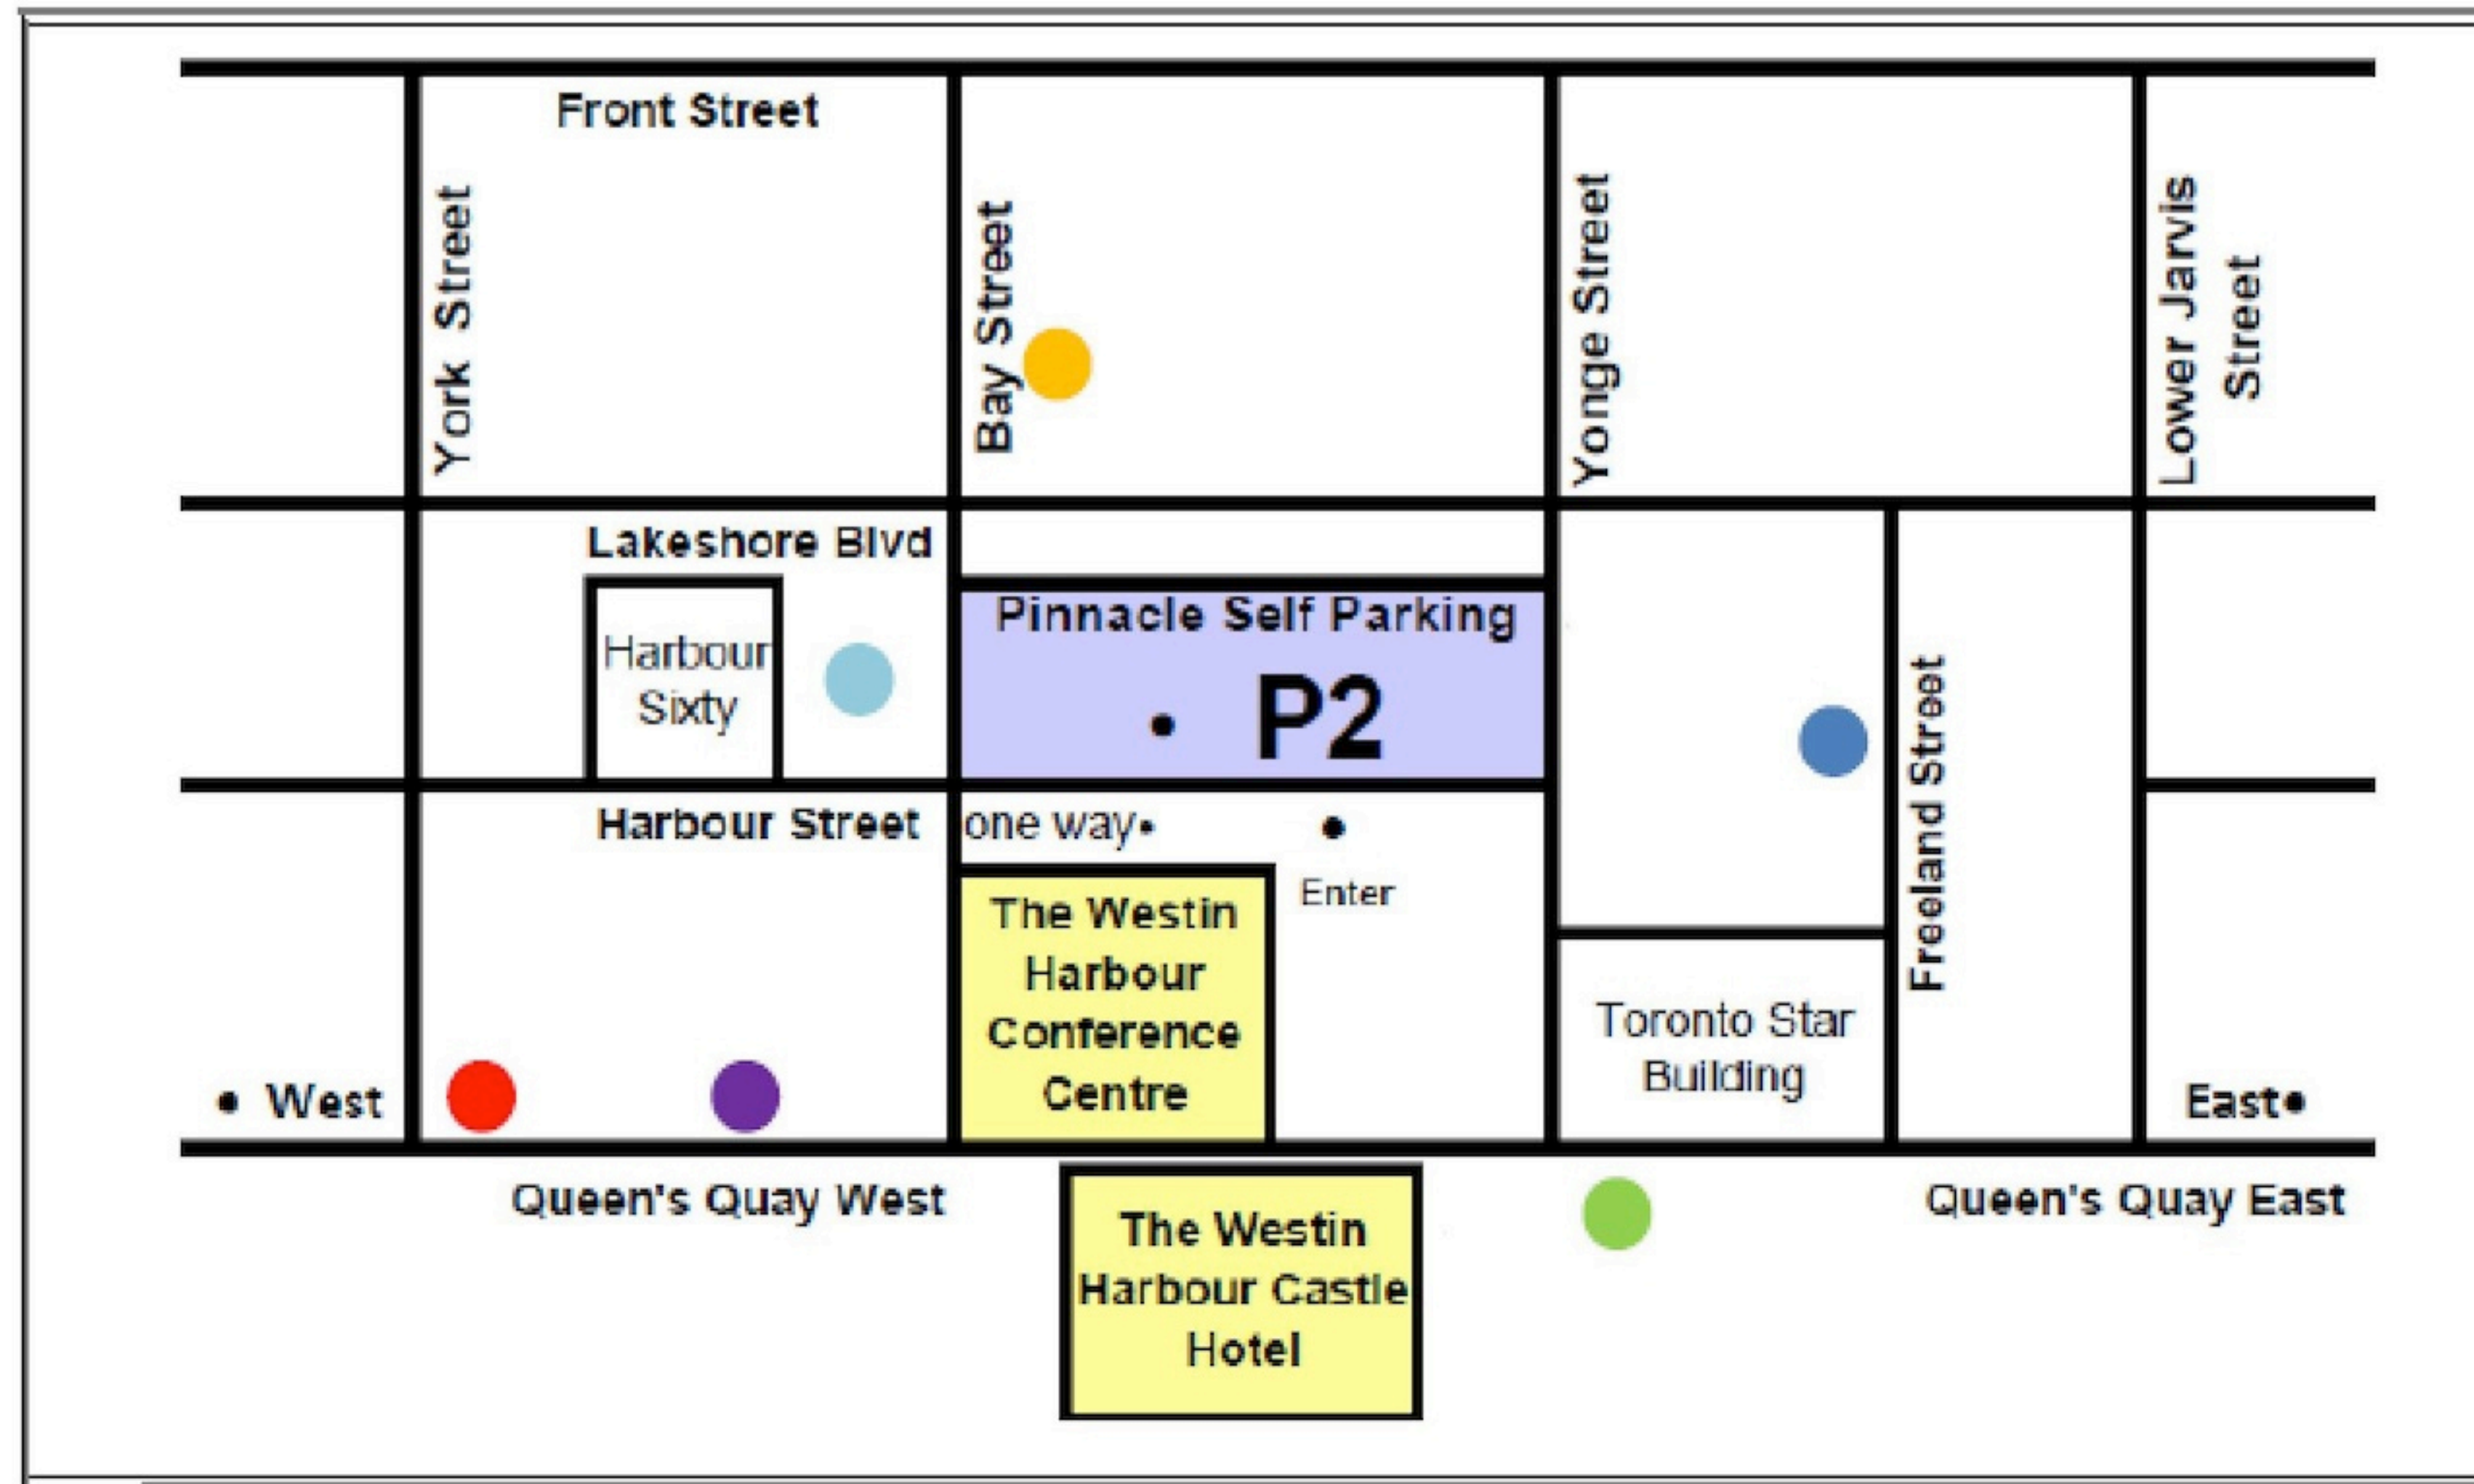 Front Street
York Street
Bay Street
Yonge Street
Lower Jarvis
Street
Lakeshore Blvd
Harbour
Sixty
Pinnacle Self Parking
• P2
Freeland Street
Harbour Street
one way•
•
Enter
The Westin
Harbour
Conference
Centre
Toronto Star
Building
• West
East•
Queen's Quay West
Queen's Quay East
The Westin
Harbour Castle
Hotel